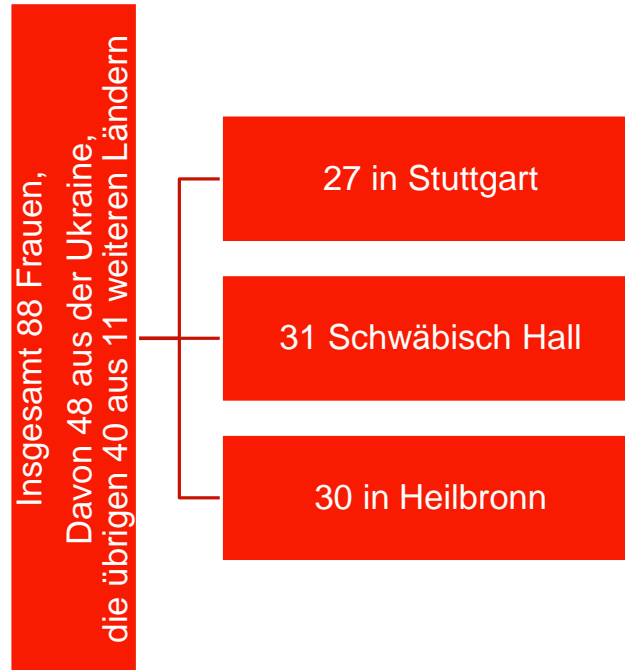 Insgesamt 88 Frauen,
Davon 48 aus der Ukraine,
die übrigen 40 aus 11 weiteren Ländern
27 in Stuttgart
31 Schwäbisch Hall
30 in Heilbronn